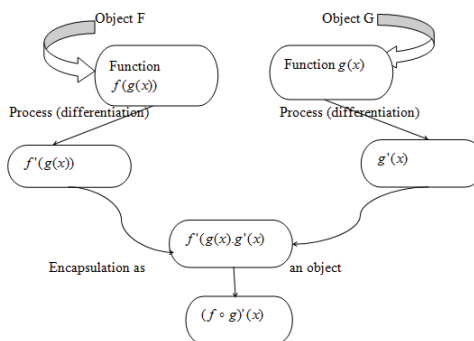 Object F
Object G
Function
f(g(x))
Function g(x)
Process (differentiation)
Process (differentiation)
f'(g(x))
g'(x)
f'(g(x).g'(x)
Encapsulation as
an object
(f ∘ g)'(x)